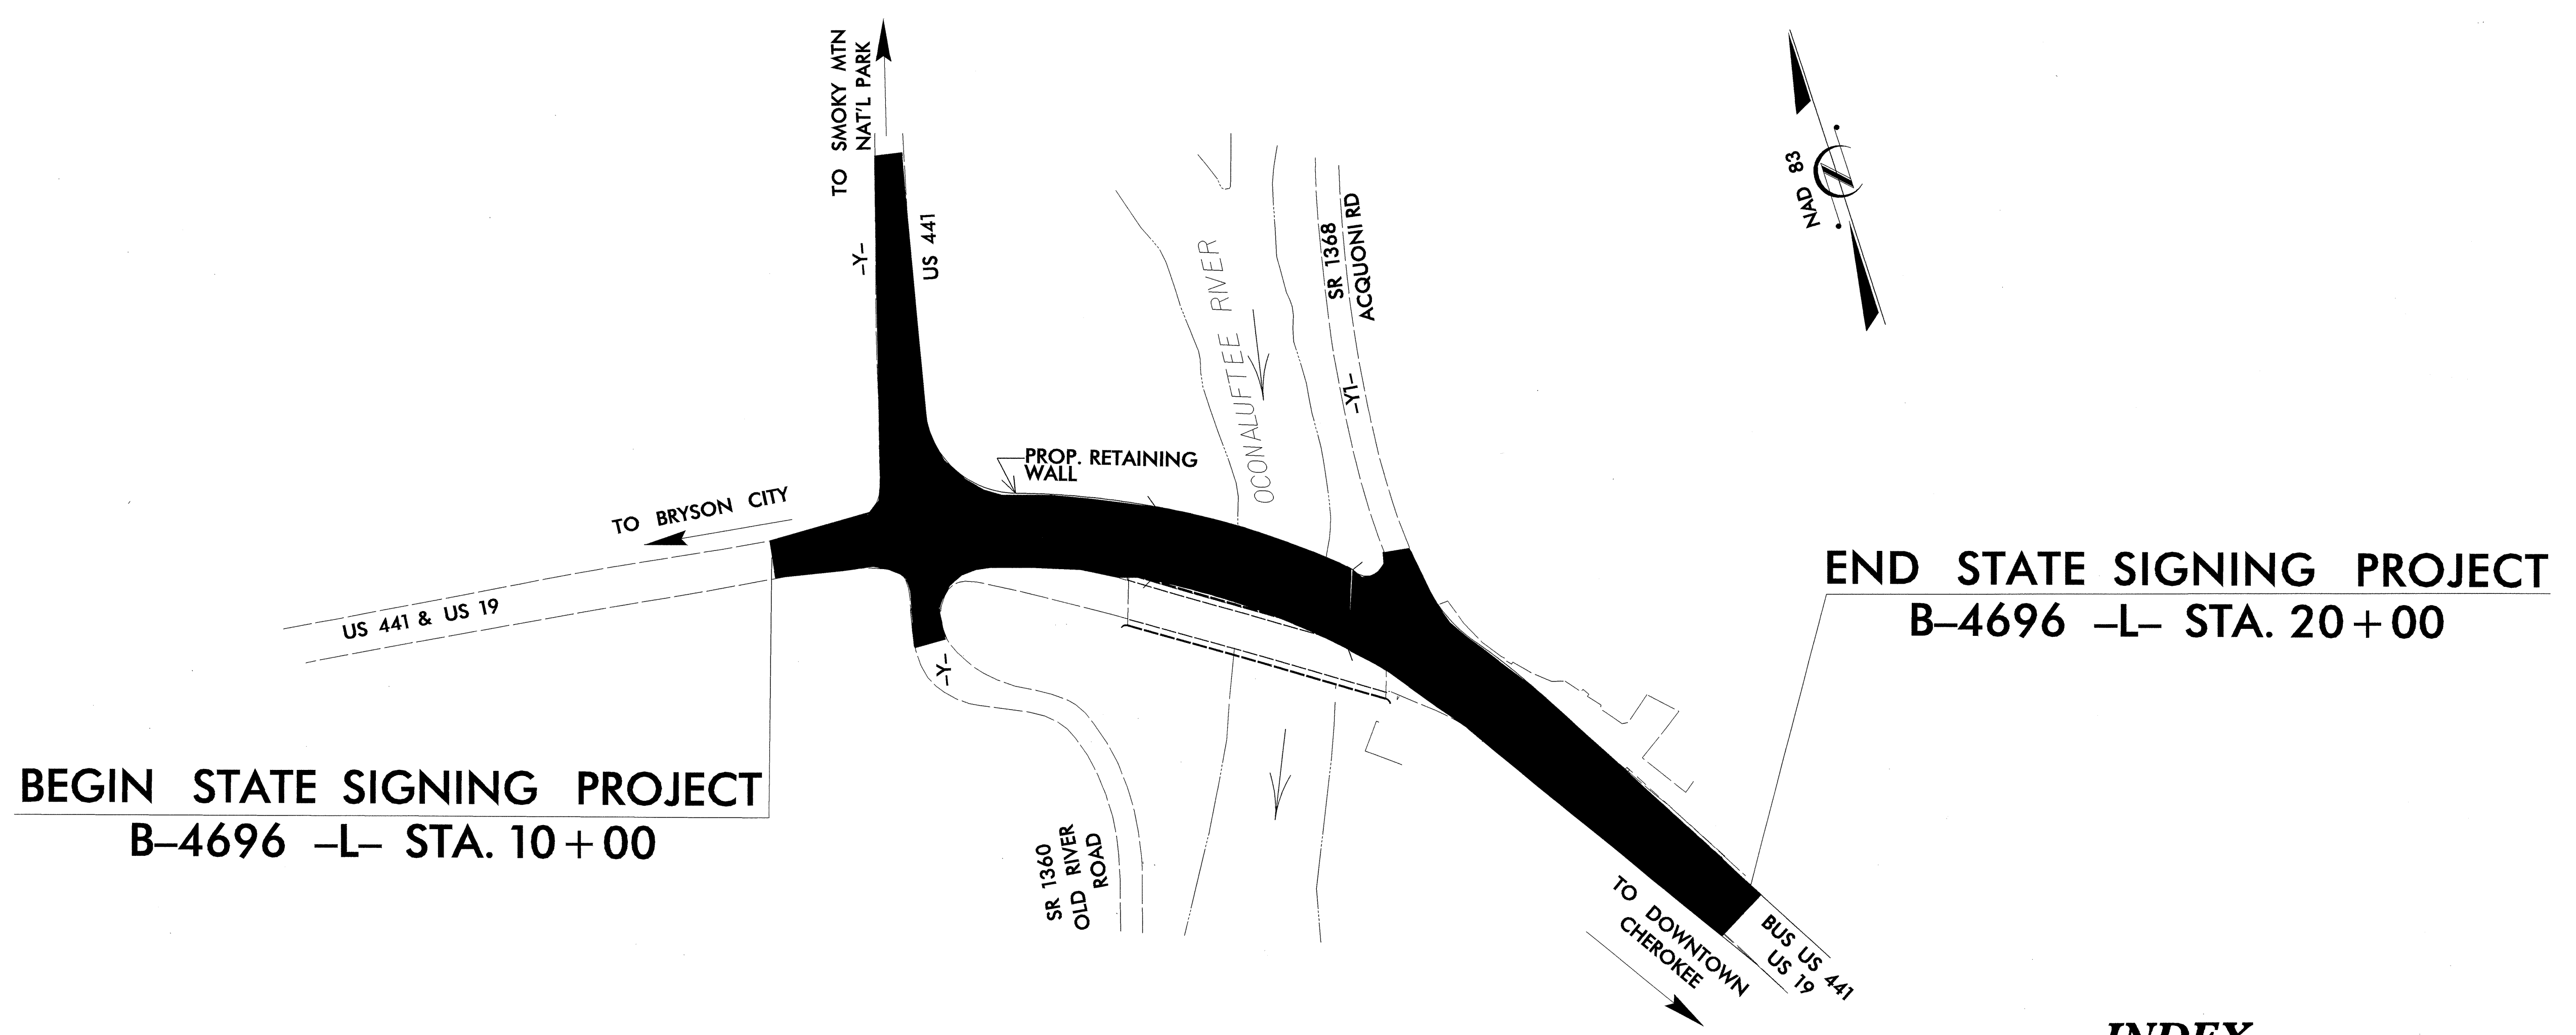 TO SMOKY MTN
NAT'L PARK
–Y–
US 441
OCONALUFTEE RIVER
SR 1368
ACQUONI RD
–Y1–
NAD 83
PROP. RETAINING
WALL
TO BRYSON CITY
US 441 & US 19
–Y–
END STATE SIGNING PROJECT
B–4696 –L– STA. 20+00
BEGIN STATE SIGNING PROJECT
B–4696 –L– STA. 10+00
SR 1360
OLD RIVER
ROAD
TO DOWNTOWN
CHEROKEE
BUS US 441
US 19
INDEX